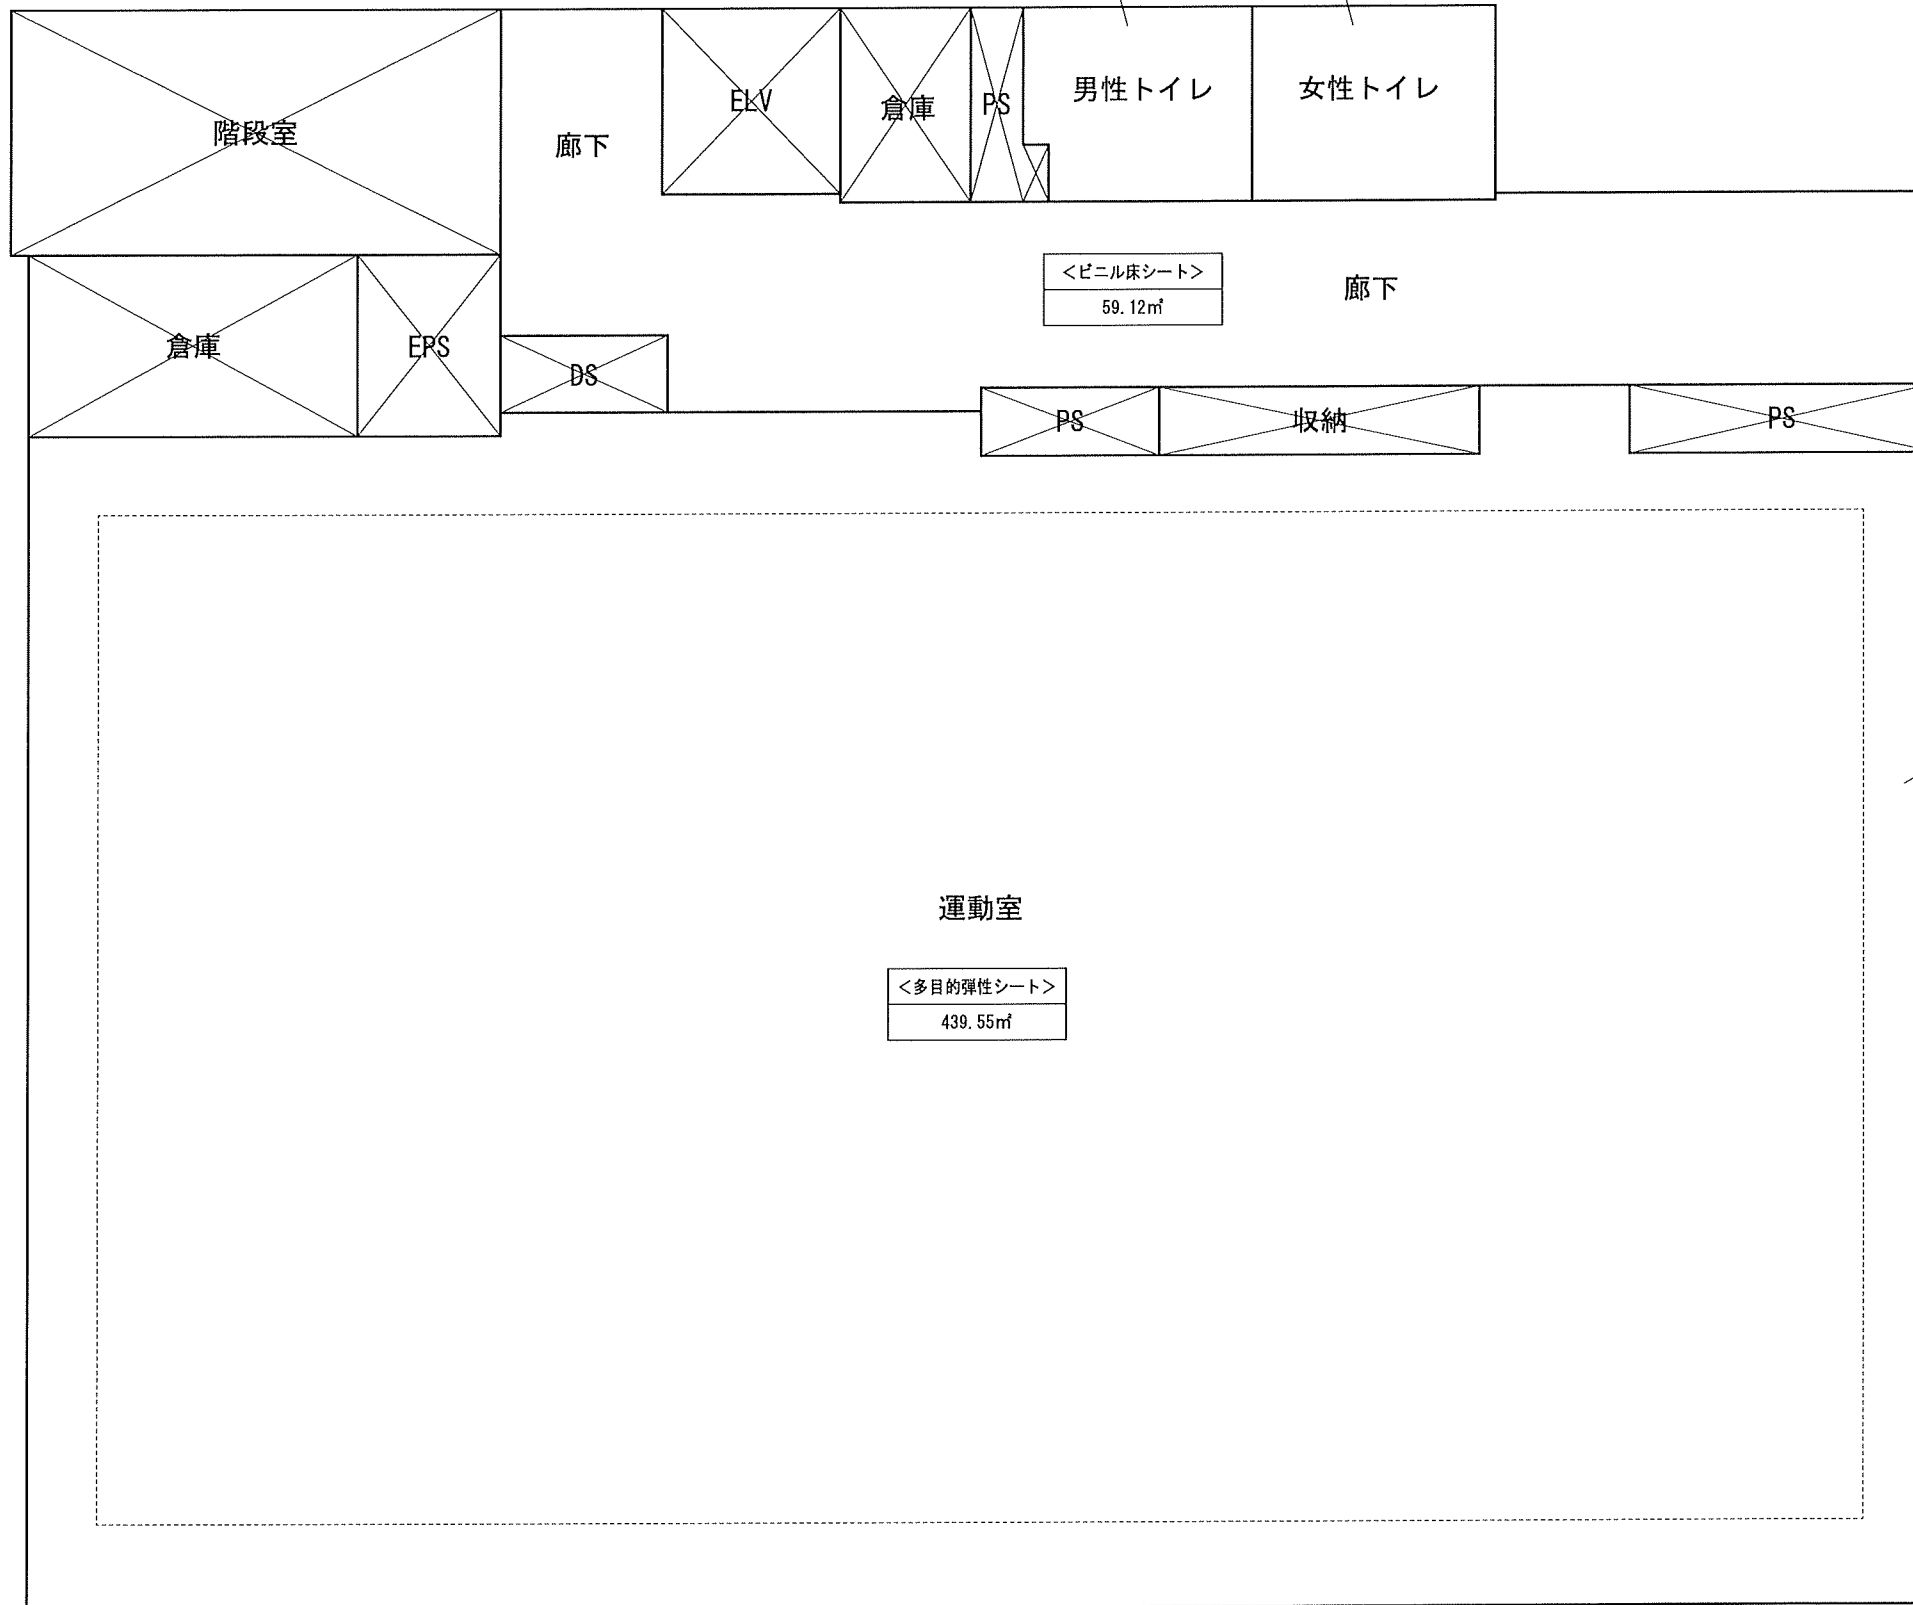 男性トイレ
女性トイレ
ELV
倉庫
PS
階段室
廊下
<ビニル床シート>
59.12㎡
廊下
倉庫
EPS
DS
PS
収納
PS
運動室
<多目的弾性シート>
439.55㎡